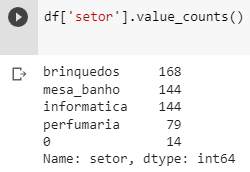 df['setor'].value_counts()
brinquedos 168
mesa_banho 144
informatica 144
perfumaria 79
0 14
Name: setor, dtype: int64